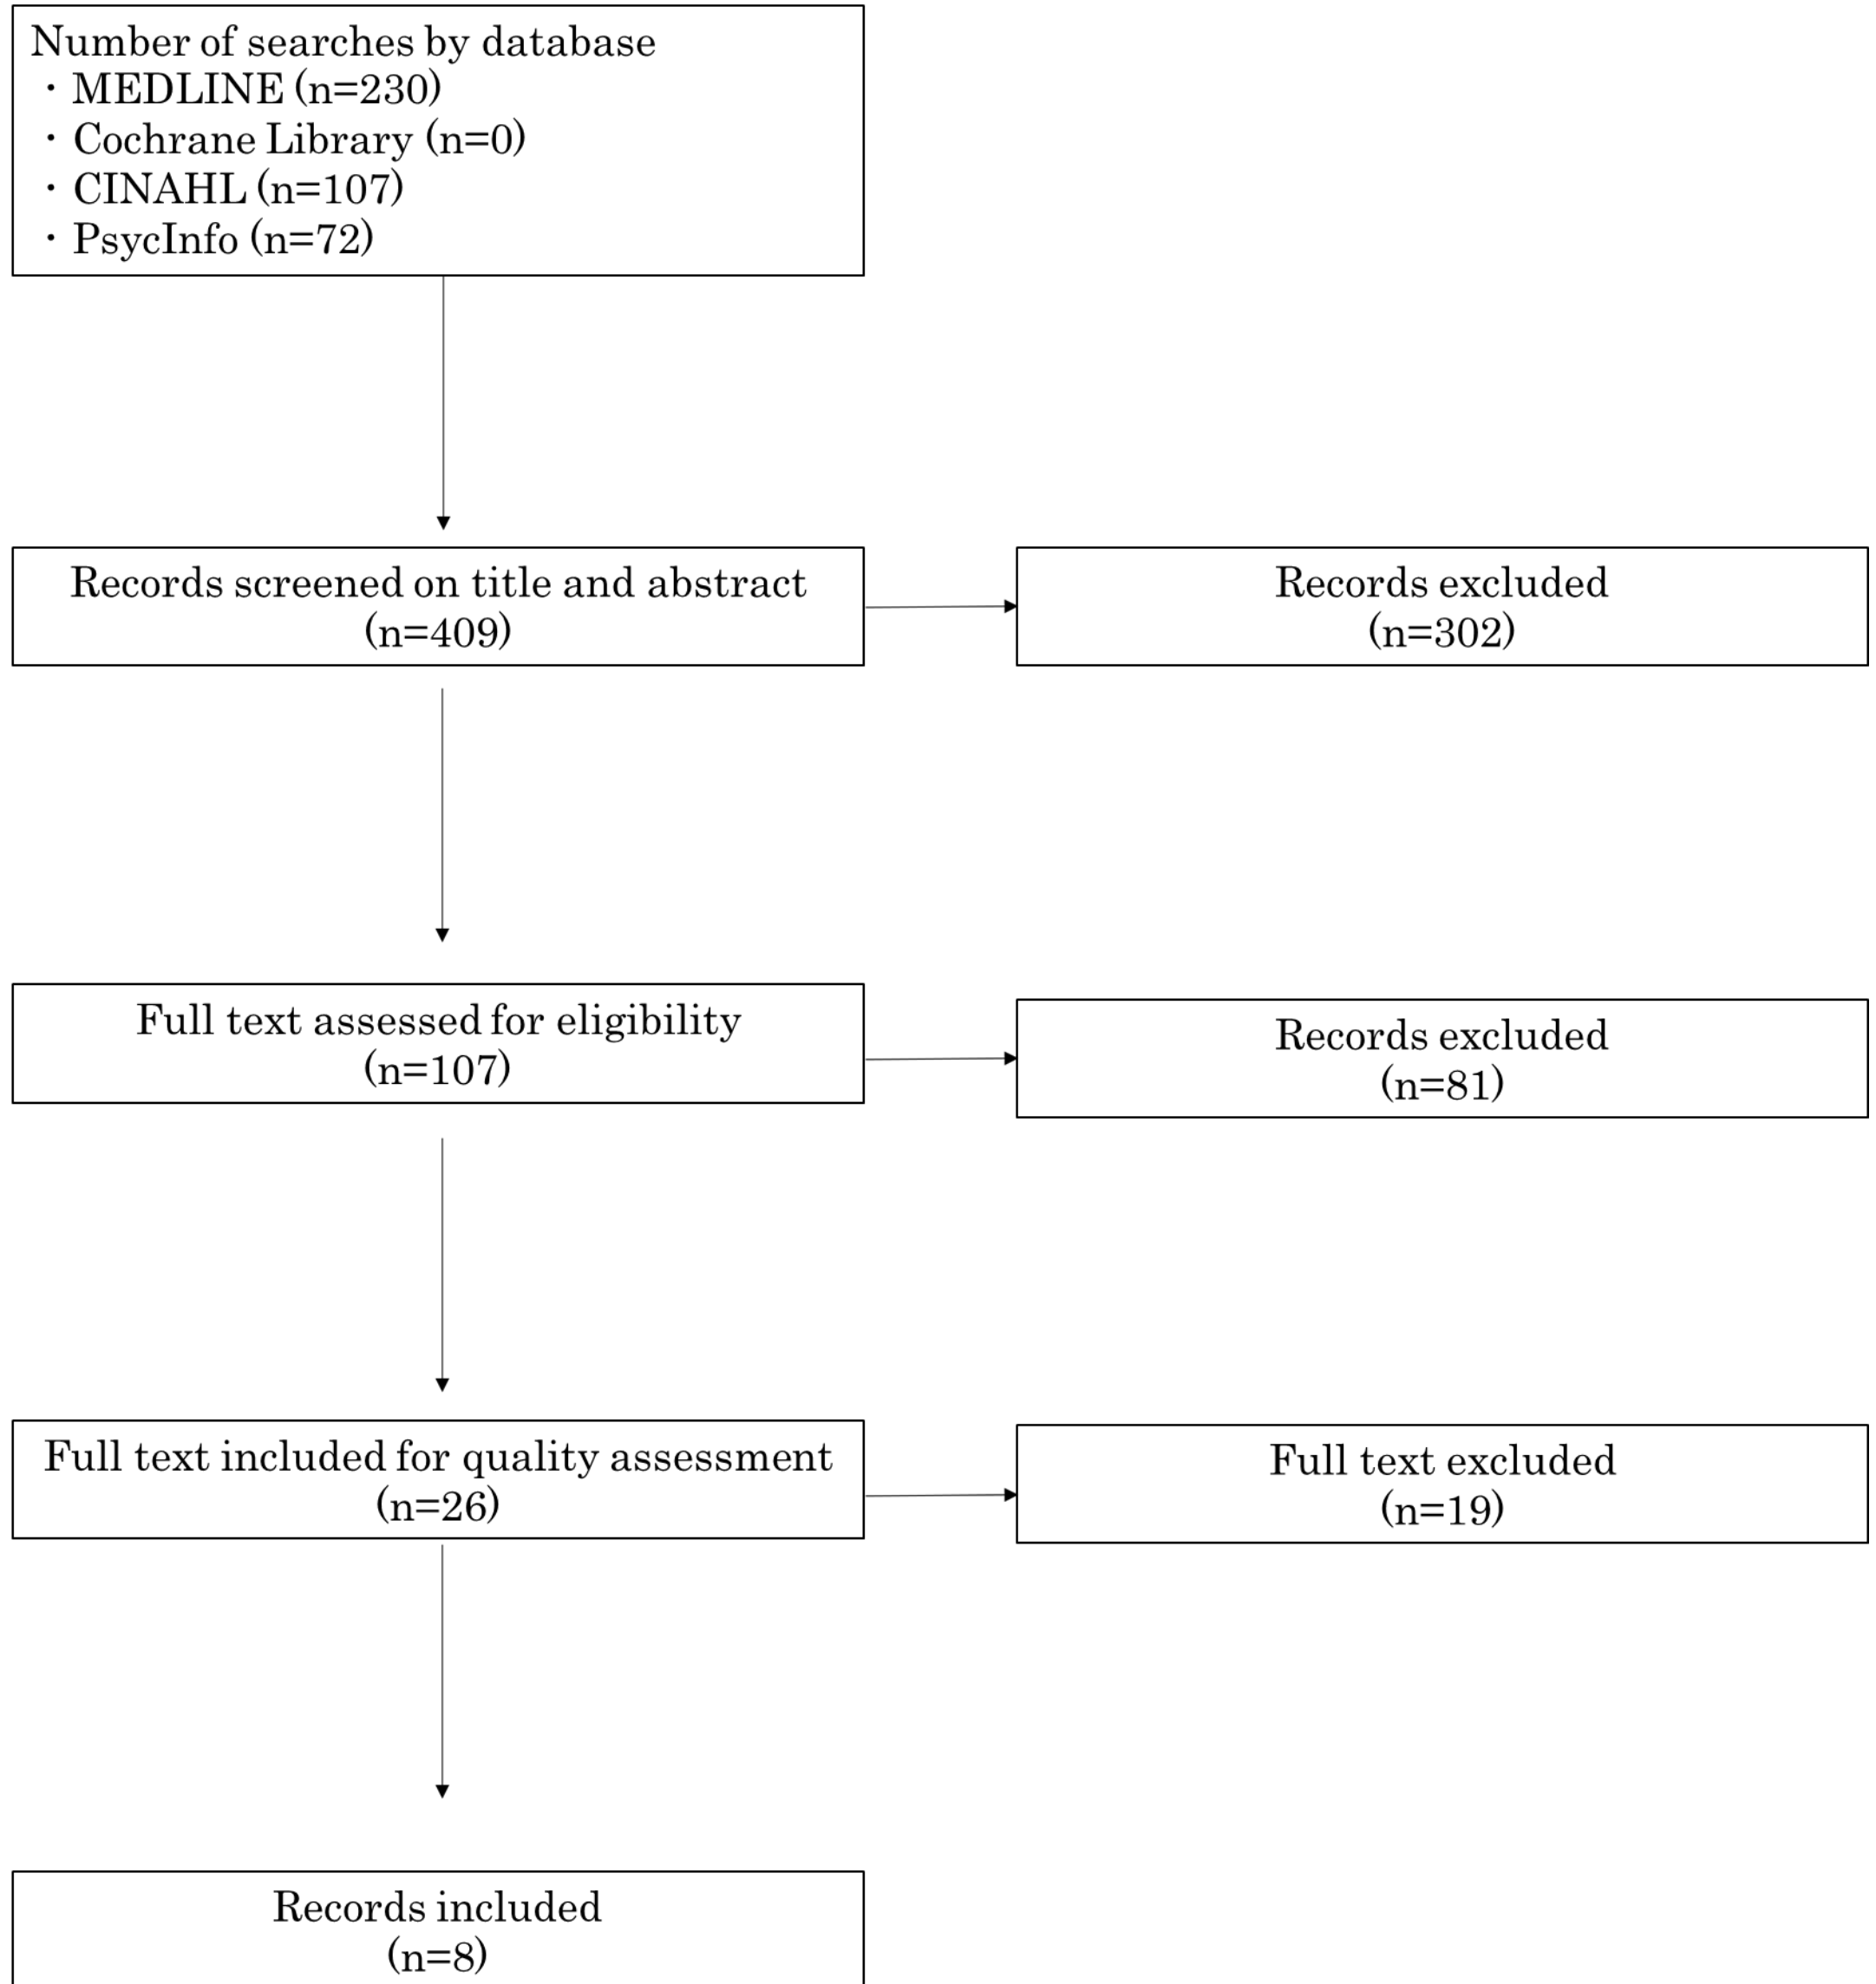 Number of searches by database
・MEDLINE (n=230)
・Cochrane Library (n=0)
・CINAHL (n=107)
・PsycInfo (n=72)
Records screened on title and abstract
(n=409)
Records excluded
(n=302)
Full text assessed for eligibility
(n=107)
Records excluded
(n=81)
Full text included for quality assessment
(n=26)
Full text excluded
(n=19)
Records included
(n=8)